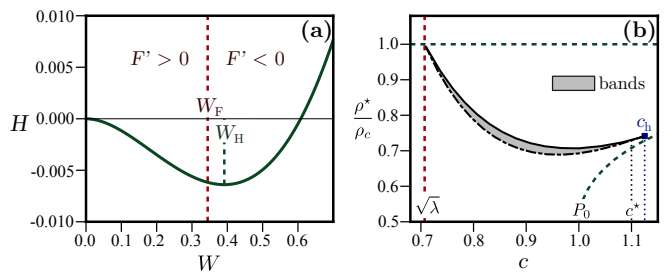 (a)
0.010
0.005
0.000
-0.005
-0.010
H
F' > 0
F' < 0
W_F
W_H
0.0 0.1 0.2 0.3 0.4 0.5 0.6
W
(b)
1.0
0.9
0.8
0.7
0.6
0.5
ρ*/ρ_c
bands
c_h
√λ
P_0
c*
0.7 0.8 0.9 1.0 1.1
c